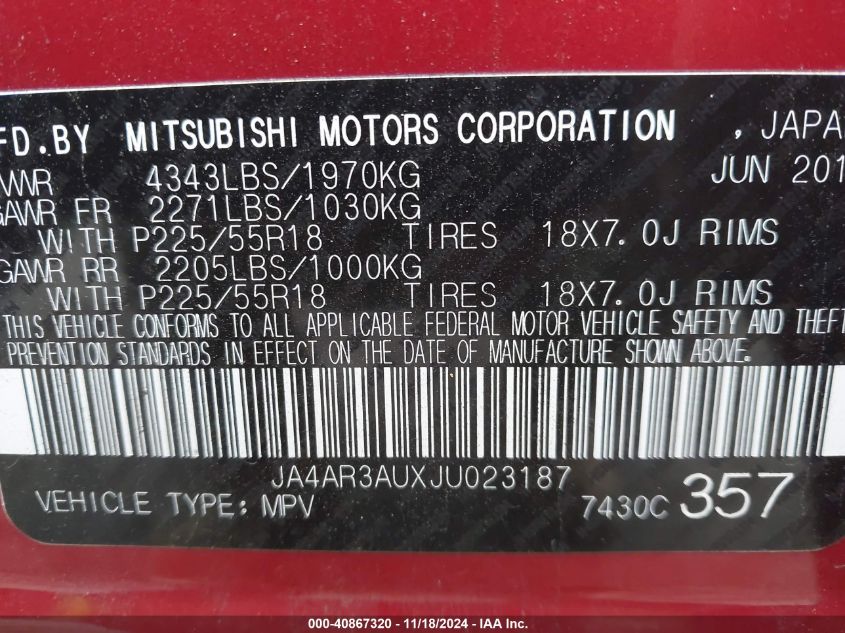 FD.BY MITSUBISHI MOTORS CORPORATION , JAPA
VWR 4343LBS/1970KG JUN 201
GAWR FR 2271LBS/1030KG
WITH P225/55R18 TIRES 18X7.0J RIMS
GAWR RR 2205LBS/1000KG
WITH P225/55R18 TIRES 18X7.0J RIMS
THIS VEHICLE CONFORMS TO ALL APPLICABLE FEDERAL MOTOR VEHICLE SAFETY AND THEFT
PREVENTION STANDARDS IN EFFECT ON THE DATE OF MANUFACTURE SHOWN ABOVE.
JA4AR3AUXJU023187
VEHICLE TYPE: MPV 7430C 357
000-40867320 - 11/18/2024 - IAA Inc.